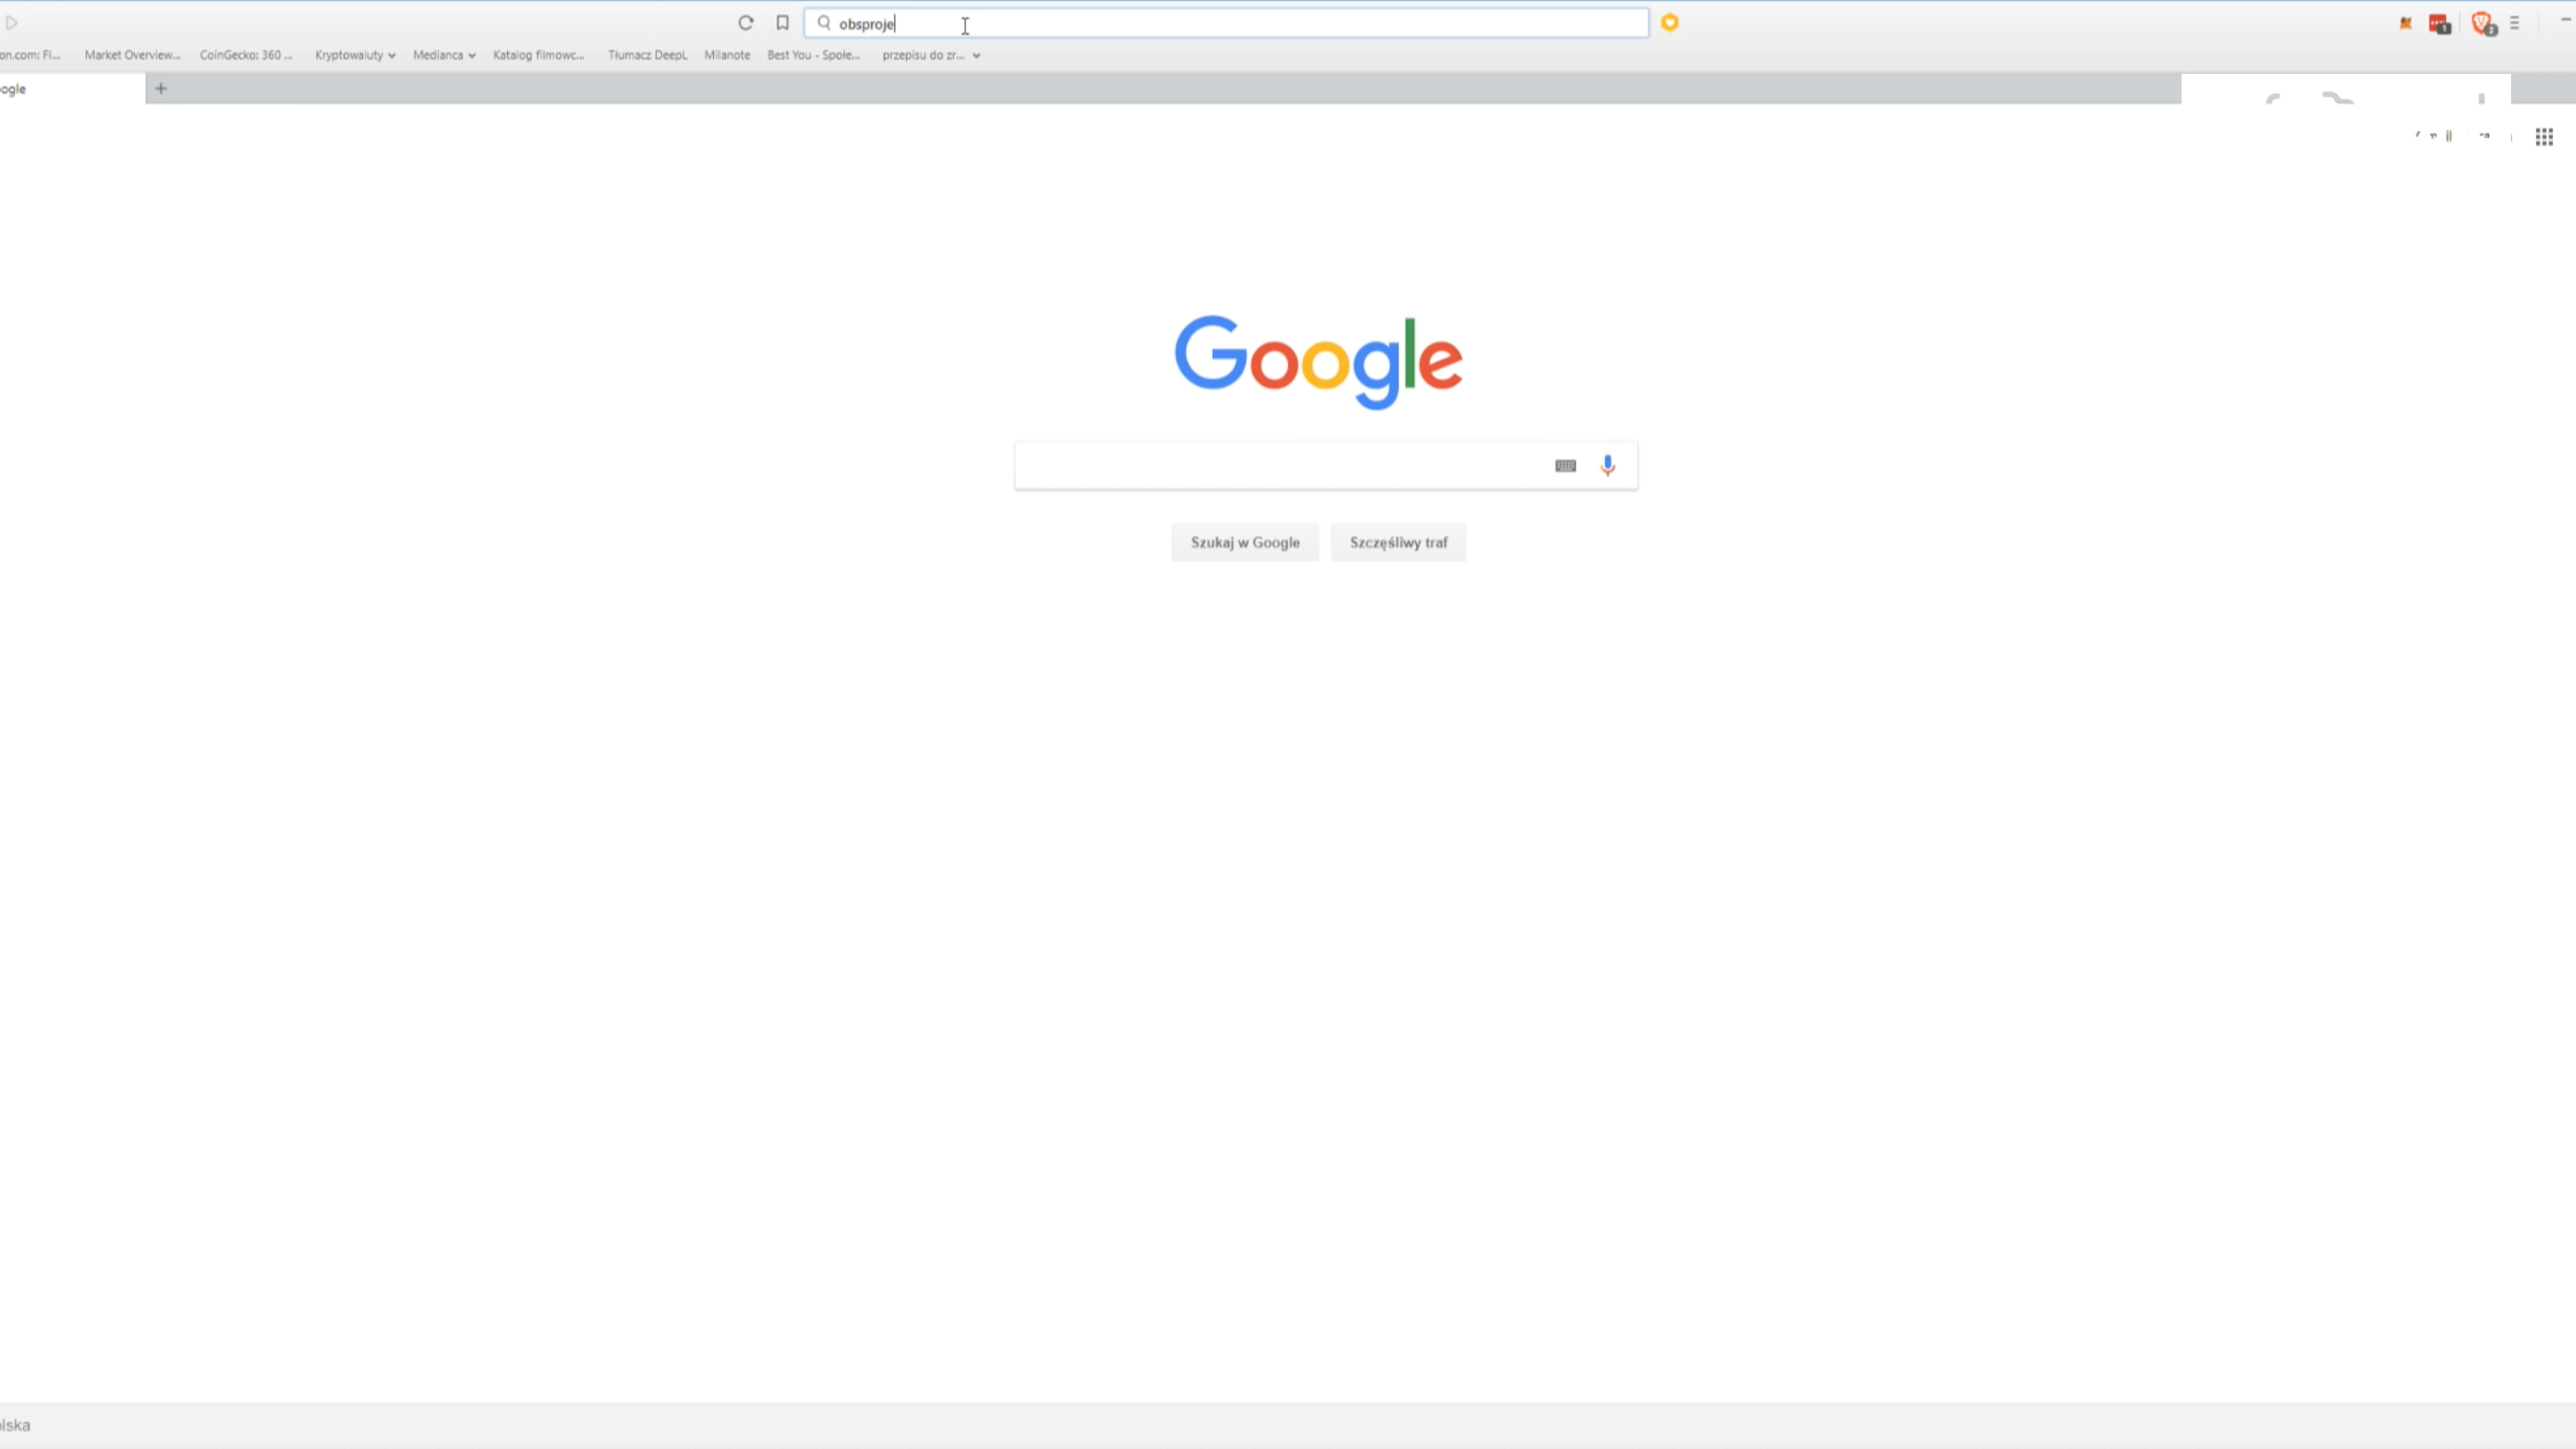 obsproje
on.com: Fi...
Market Overview...
CoinGecko: 360 ...
Kryptowaluty
Medianca
Katalog filmowc...
Tłumacz DeepL
Milanote
Best You - Społe...
przepisu do zr...
ogle
Google
Szukaj w Google
Szczęśliwy traf
lska